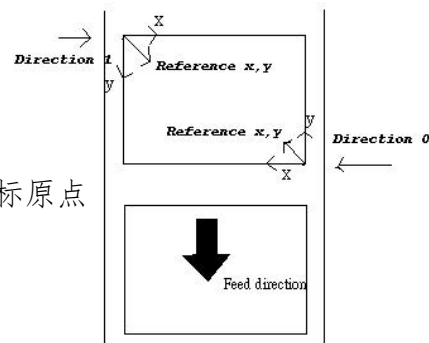 x
Direction 1
Reference x,y
y
Reference x,y
y
Direction 0
x
标原点
Feed direction